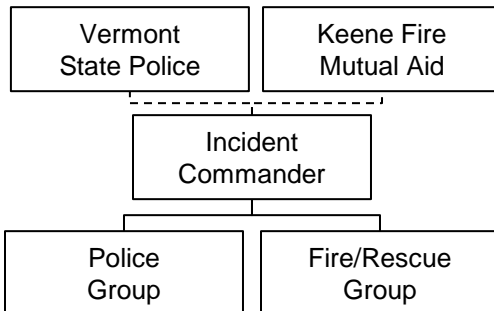 Vermont
State Police
Keene Fire
Mutual Aid
Incident
Commander
Police
Group
Fire/Rescue
Group